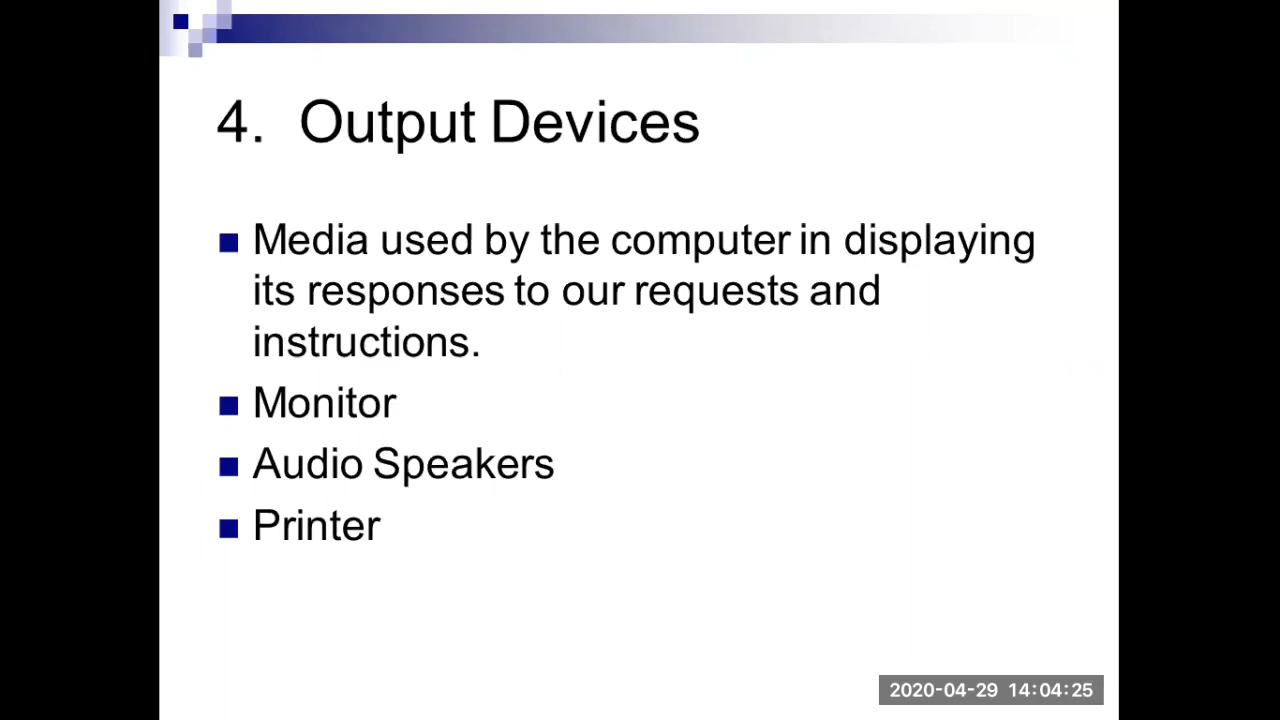 4. Output Devices
Media used by the computer in displaying
its responses to our requests and
instructions.
Monitor
Audio Speakers
Printer
2020-04-29 14:04:25